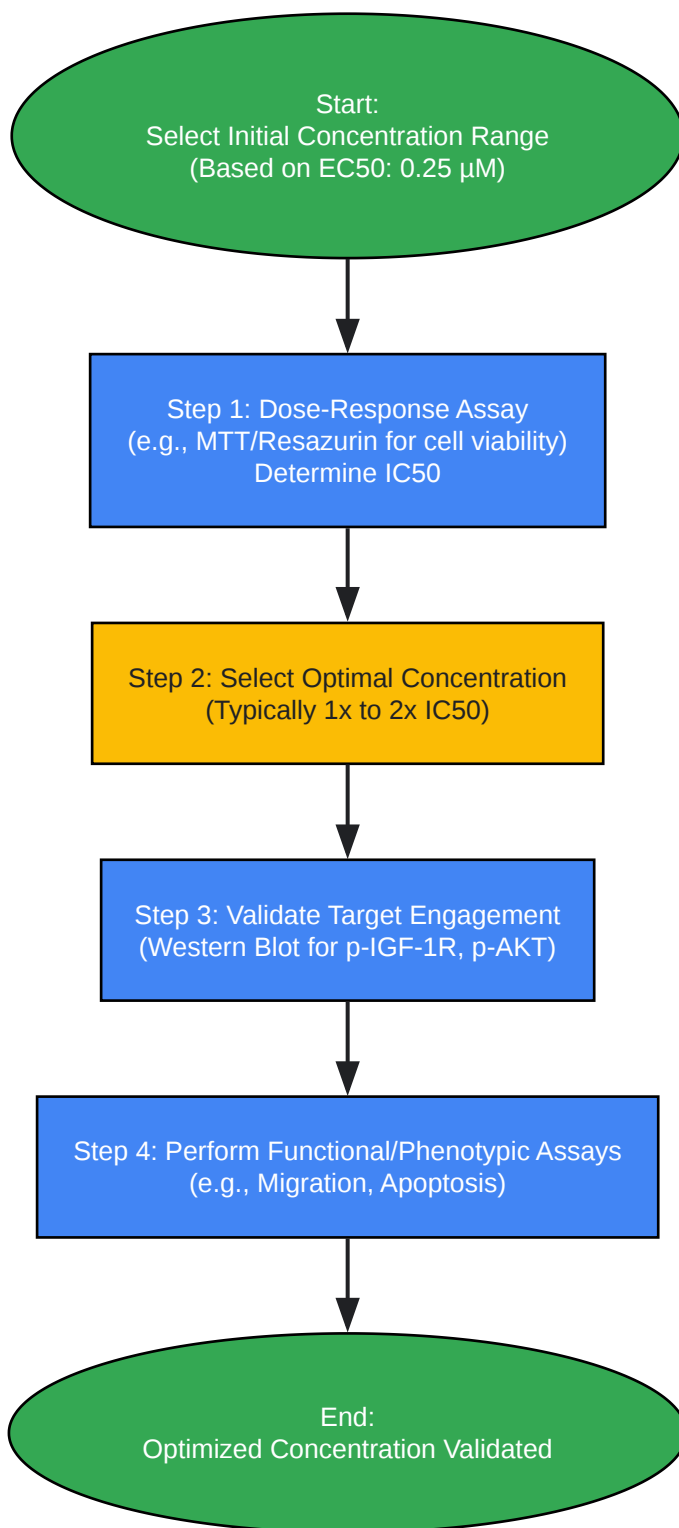 Start:
Select Initial Concentration Range
(Based on EC50: 0.25 µM)
Step 1: Dose-Response Assay
(e.g., MTT/Resazurin for cell viability)
Determine IC50
Step 2: Select Optimal Concentration
(Typically 1x to 2x IC50)
Step 3: Validate Target Engagement
(Western Blot for p-IGF-1R, p-AKT)
Step 4: Perform Functional/Phenotypic Assays
(e.g., Migration, Apoptosis)
End:
Optimized Concentration Validated